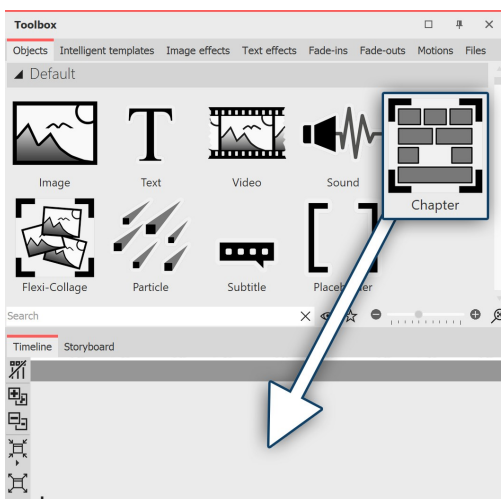 Toolbox
Objects Intelligent templates Image effects Text effects Fade-ins Fade-outs Motions Files
Default
Image Text Video Sound Chapter
Flexi-Collage Particle Subtitle
Search
Timeline Storyboard